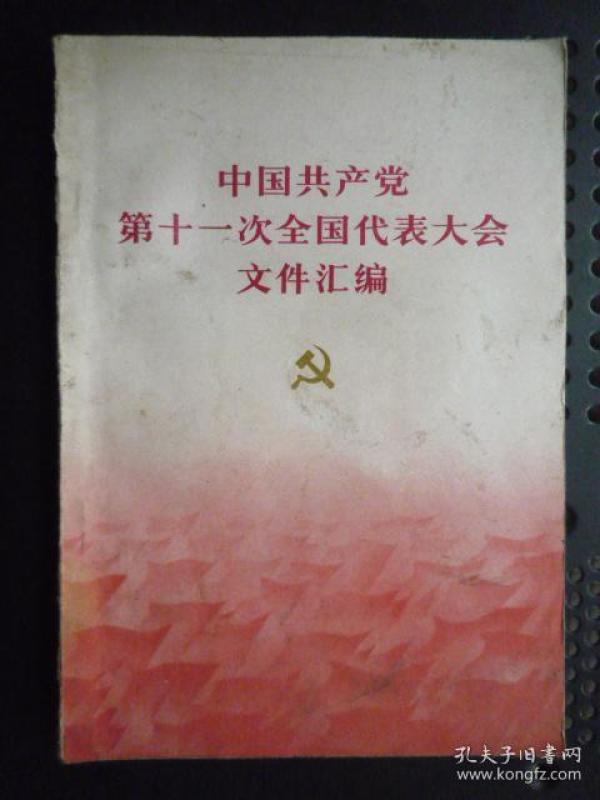 中国共产党
第十一次全国代表大会
文件汇编
孔夫子旧书网
www.kongfz.com